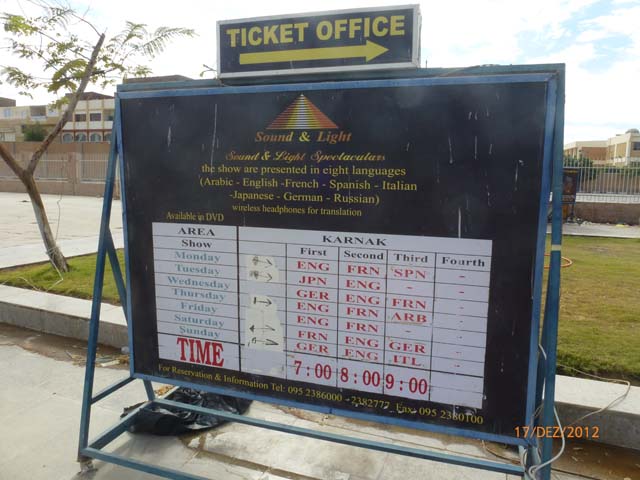 TICKET OFFICE
Sound & Light
Sound & Light Spectaculars
the show are presented in eight languages
(Arabic - English -French - Spanish - Italian
-Japanese - German - Russian)
wireless headphones for translation
Available in DVD
AREA KARNAK
Show First Second Third Fourth
Monday ENG FRN SPN -
Tuesday JPN ENG - -
Wednesday GER ENG FRN -
Thursday ENG FRN ARB -
Friday ENG FRN - -
Saturday FRN ENG GER -
Sunday GER ENG ITL -
TIME 7:00 8:00 9:00
For Reservation & Information Tel: 095 2386000 - 2382777 Fax: 095 2380100
17/DEZ/2012